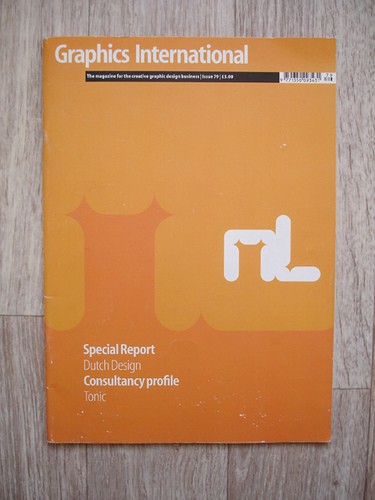 Graphics International
The magazine for the creative graphic design business | Issue 79 | £5.00
nL
Special Report
Dutch Design
Consultancy profile
Tonic